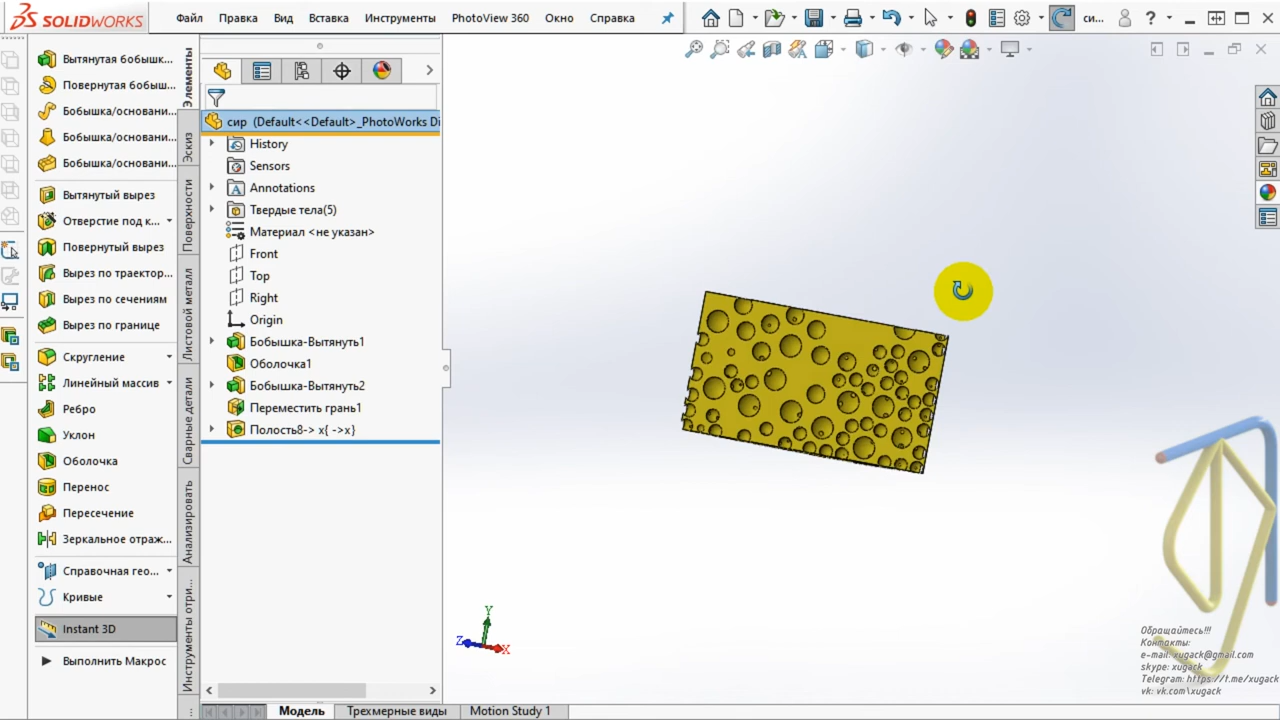 SOLIDWORKS
Файл Правка Вид Вставка Инструменты PhotoView 360 Окно Справка
си...
Вытянутая бобышк...
Повернутая бобыш...
Бобышка/основани...
Бобышка/основани...
Бобышка/основани...
Вытянутый вырез
Отверстие под к...
Повернутый вырез
Вырез по траектор...
Вырез по сечениям
Вырез по границе
Скругление
Линейный массив
Ребро
Уклон
Оболочка
Перенос
Пересечение
Зеркальное отраж...
Справочная гео...
Кривые
Instant 3D
Выполнить Макрос
Элементы
Эскиз
Поверхности
Листовой металл
Сварные детали
Анализировать
Инструменты отри...
сир (Default<<Default>_PhotoWorks Di
History
Sensors
Annotations
Твердые тела(5)
Материал <не указан>
Front
Top
Right
Origin
Бобышка-Вытянуть1
Оболочка1
Бобышка-Вытянуть2
Переместить грань1
Полость8-> x{ ->x}
Y
Z
X
Обращайтесь!!!
Контакты:
e-mail: xugack@gmail.com
skype: xugack
Telegram: https://t.me/xugack
vk: vk.com\xugack
Модель Трехмерные виды Motion Study 1